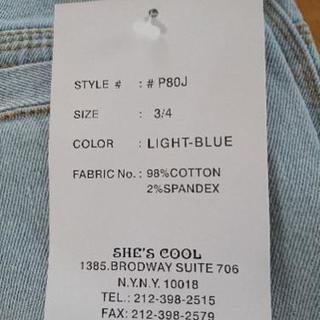 STYLE # : # P80J
SIZE : 3/4
COLOR : LIGHT-BLUE
FABRIC No. : 98%COTTON
2%SPANDEX
SHE'S COOL
1385.BRODWAY SUITE 706
N.Y.N.Y. 10018
TEL.: 212-398-2515
FAX: 212-398-2579